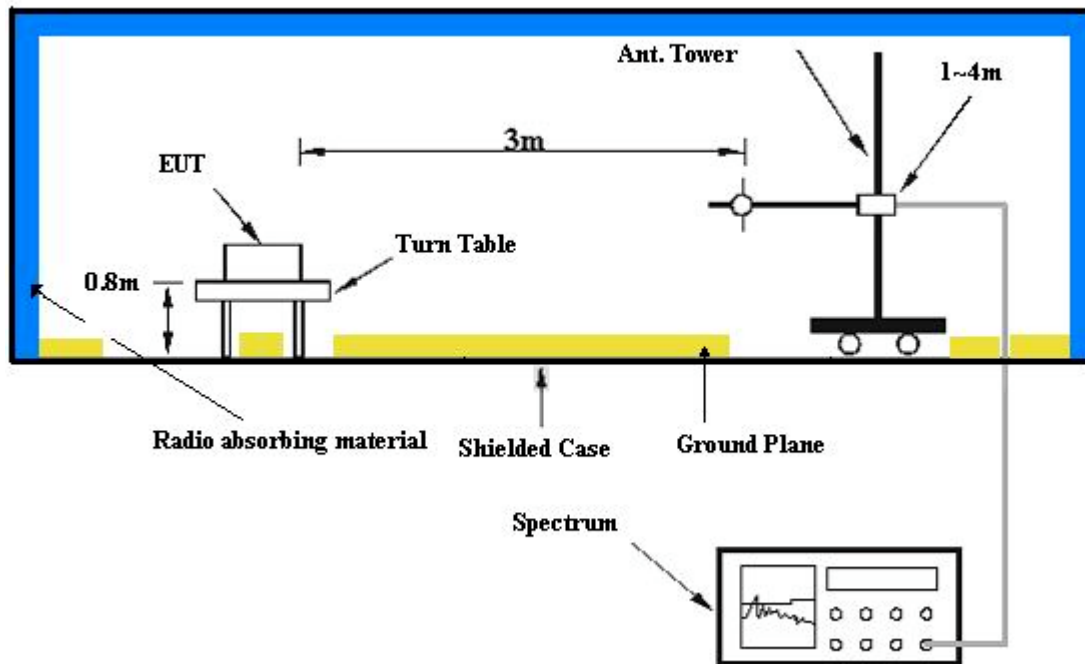 Ant. Tower
1~4m
3m
EUT
Turn Table
0.8m
Radio absorbing material
Shielded Case
Ground Plane
Spectrum